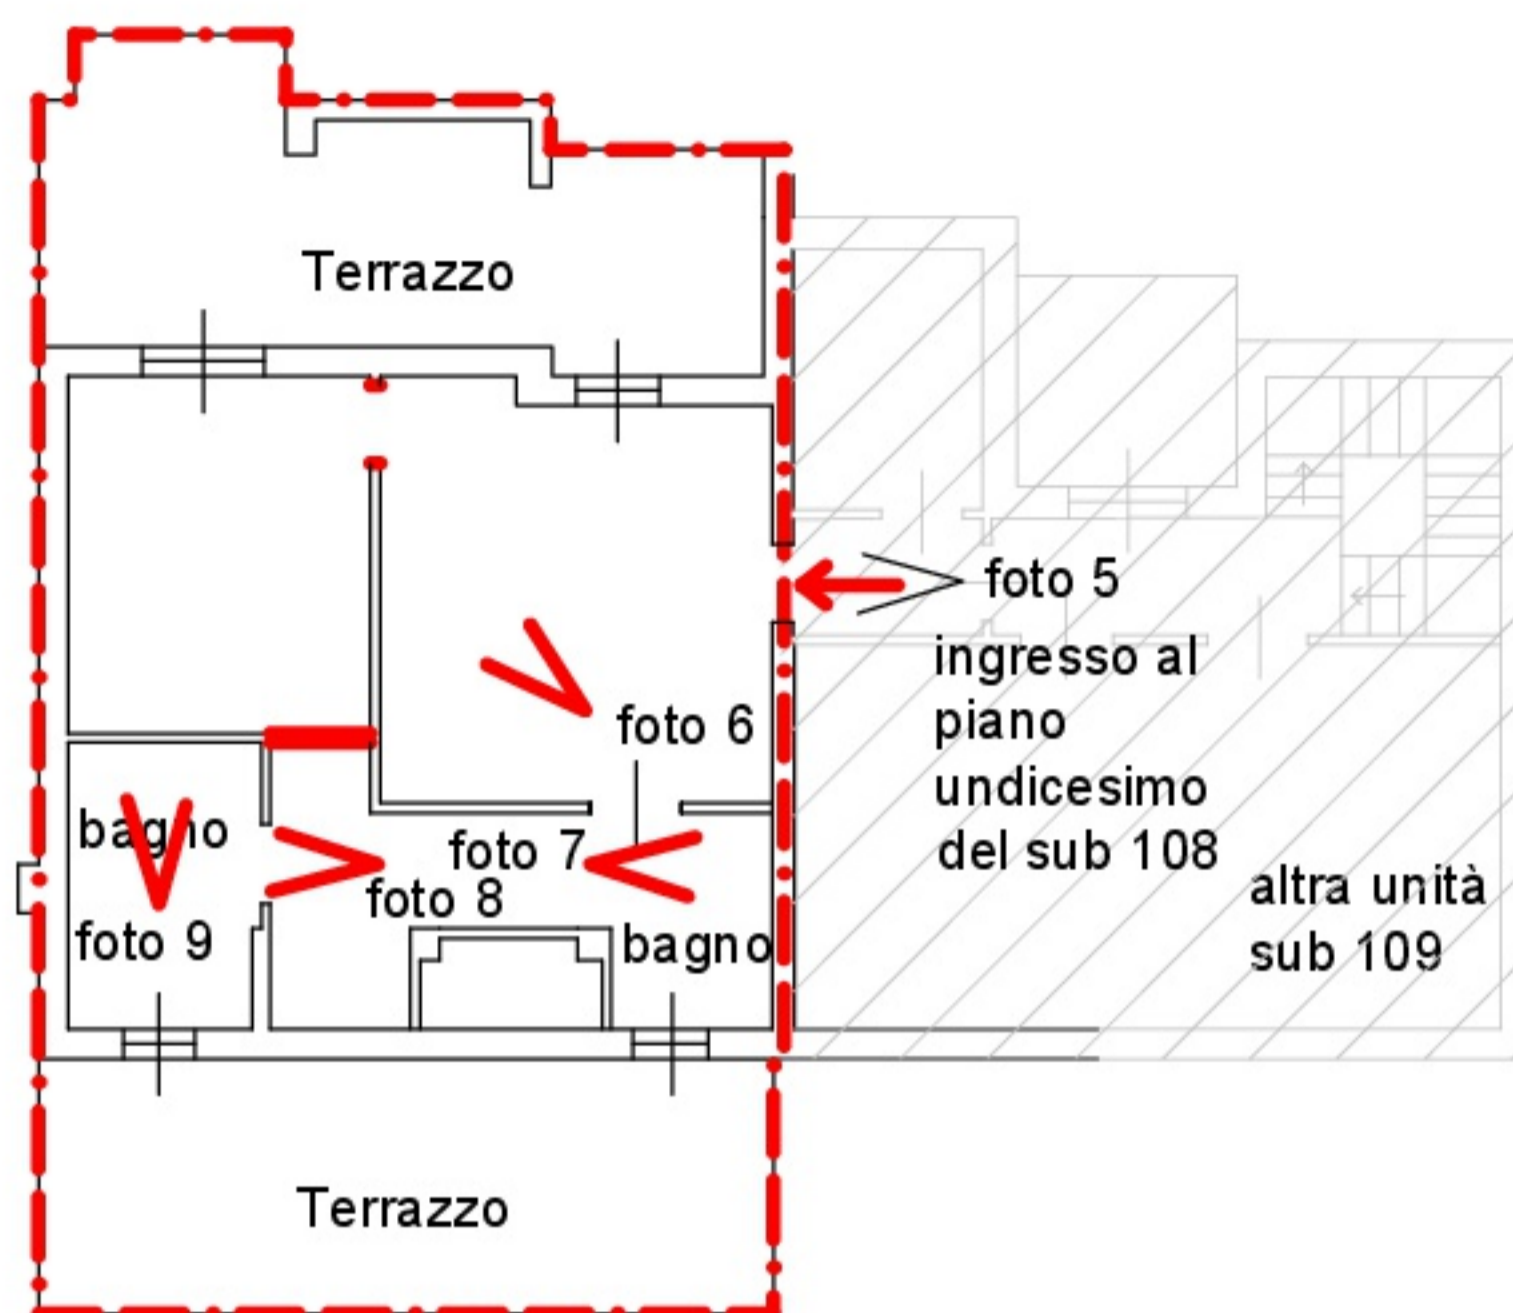 Terrazzo
foto 5
ingresso al
piano
undicesimo
del sub 108
foto 6
altra unità
sub 109
bagno
foto 7
foto 8
foto 9
bagno
Terrazzo